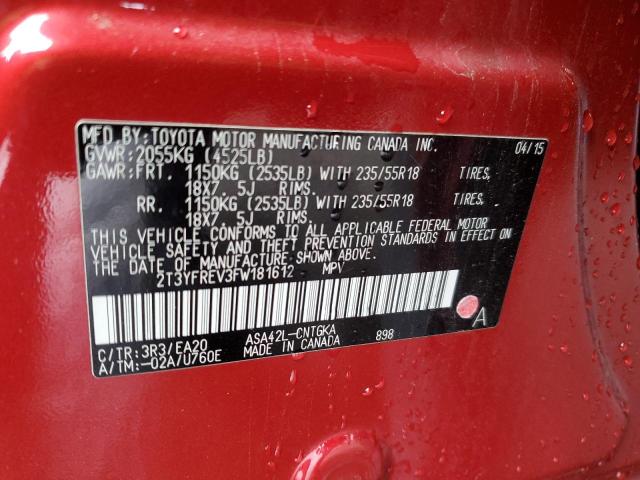 MFD BY:TOYOTA MOTOR MANUFACTURING CANADA INC. 04/15
GVWR:2055KG (4525LB)
GAWR:FRT. 1150KG (2535LB) WITH 235/55R18 TIRES,
18X7. 5J RIMS.
RR. 1150KG (2535LB) WITH 235/55R18 TIRES,
18X7. 5J RIMS.
THIS VEHICLE CONFORMS TO ALL APPLICABLE FEDERAL MOTOR
VEHICLE SAFETY AND THEFT PREVENTION STANDARDS IN EFFECT ON
THE DATE OF MANUFACTURE SHOWN ABOVE.
2T3YFREV3FW181612 MPV
A
C/TR:3R3/EA20 ASA42L-CNTGKA 898
A/TM:-02A/U760E MADE IN CANADA